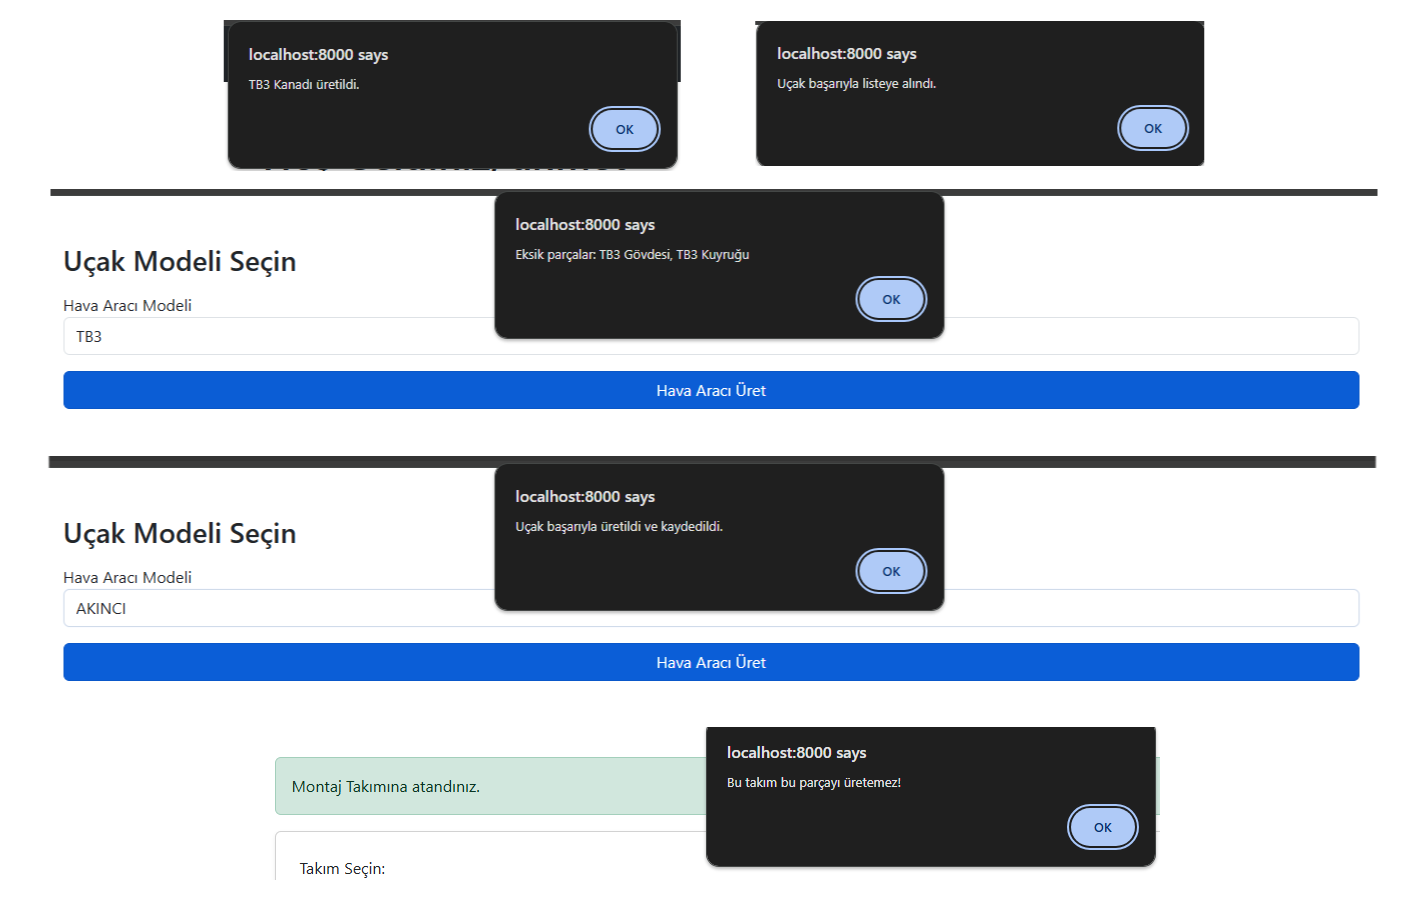 localhost:8000 says
TB3 Kanadı üretildi.
OK
localhost:8000 says
Uçak başarıyla listeye alındı.
OK
localhost:8000 says
Eksik parçalar: TB3 Gövdesi, TB3 Kuyruğu
OK
Uçak Modeli Seçin
Hava Aracı Modeli
TB3
Hava Aracı Üret
localhost:8000 says
Uçak başarıyla üretildi ve kaydedildi.
OK
Uçak Modeli Seçin
Hava Aracı Modeli
AKINCI
Hava Aracı Üret
localhost:8000 says
Bu takım bu parçayı üretemez!
OK
Montaj Takımına atandınız.
Takım Seçin: